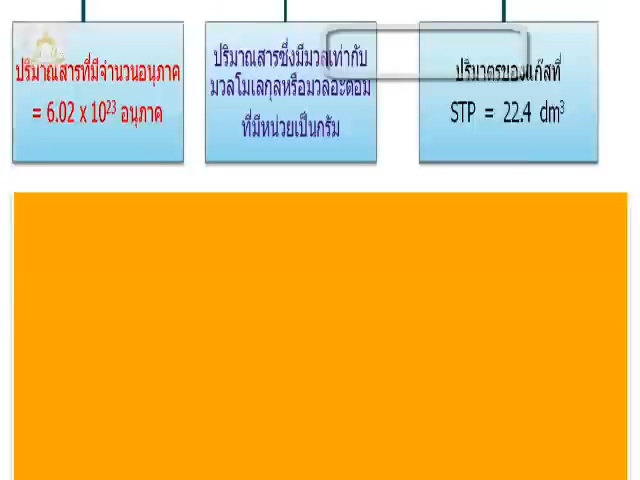 ปริมาณสารที่มีจำนวนอนุภาค
= 6.02 x 10²³ อนุภาค
ปริมาณสารซึ่งมีมวลเท่ากับ
มวลโมเลกุลหรือมวลอะตอม
ที่มีหน่วยเป็นกรัม
ปริมาตรของแก๊สที่
STP = 22.4 dm³